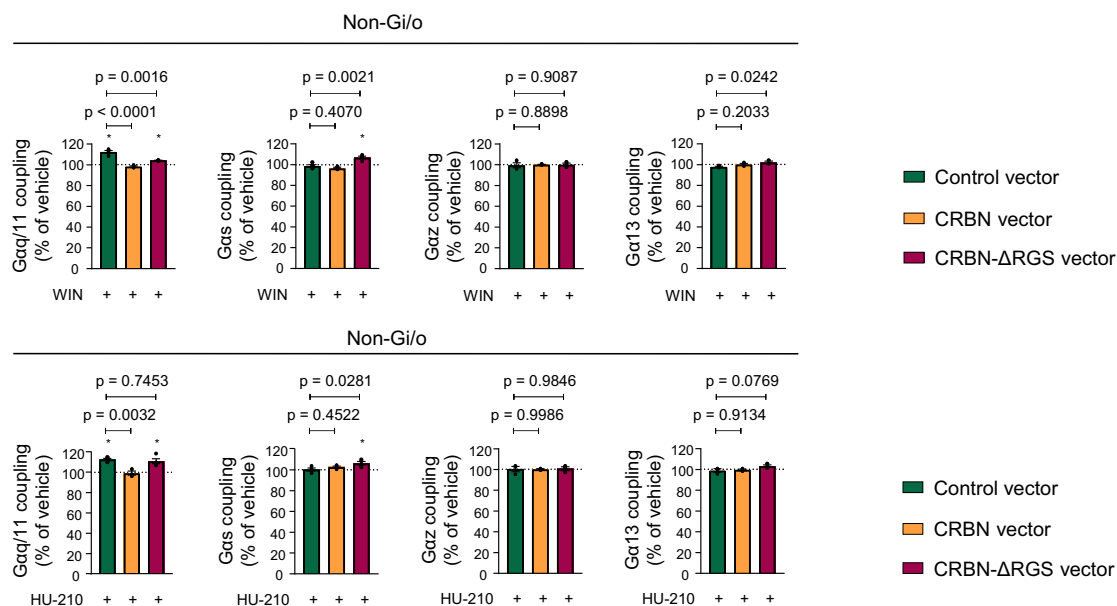 Non-Gi/o
p = 0.0016
p < 0.0001
* *
Gαq/11 coupling
(% of vehicle)
120
100
80
60
40
20
0
WIN + + +
p = 0.0021
p = 0.4070
*
Gαs coupling
(% of vehicle)
120
100
80
60
40
20
0
WIN + + +
p = 0.9087
p = 0.8898
Gαz coupling
(% of vehicle)
120
100
80
60
40
20
0
WIN + + +
p = 0.0242
p = 0.2033
Gα13 coupling
(% of vehicle)
120
100
80
60
40
20
0
WIN + + +
Control vector
CRBN vector
CRBN-ΔRGS vector
Non-Gi/o
p = 0.7453
p = 0.0032
* *
Gαq/11 coupling
(% of vehicle)
120
100
80
60
40
20
0
HU-210 + + +
p = 0.0281
p = 0.4522
*
Gαs coupling
(% of vehicle)
120
100
80
60
40
20
0
HU-210 + + +
p = 0.9846
p = 0.9986
Gαz coupling
(% of vehicle)
120
100
80
60
40
20
0
HU-210 + + +
p = 0.0769
p = 0.9134
Gα13 coupling
(% of vehicle)
120
100
80
60
40
20
0
HU-210 + + +
Control vector
CRBN vector
CRBN-ΔRGS vector